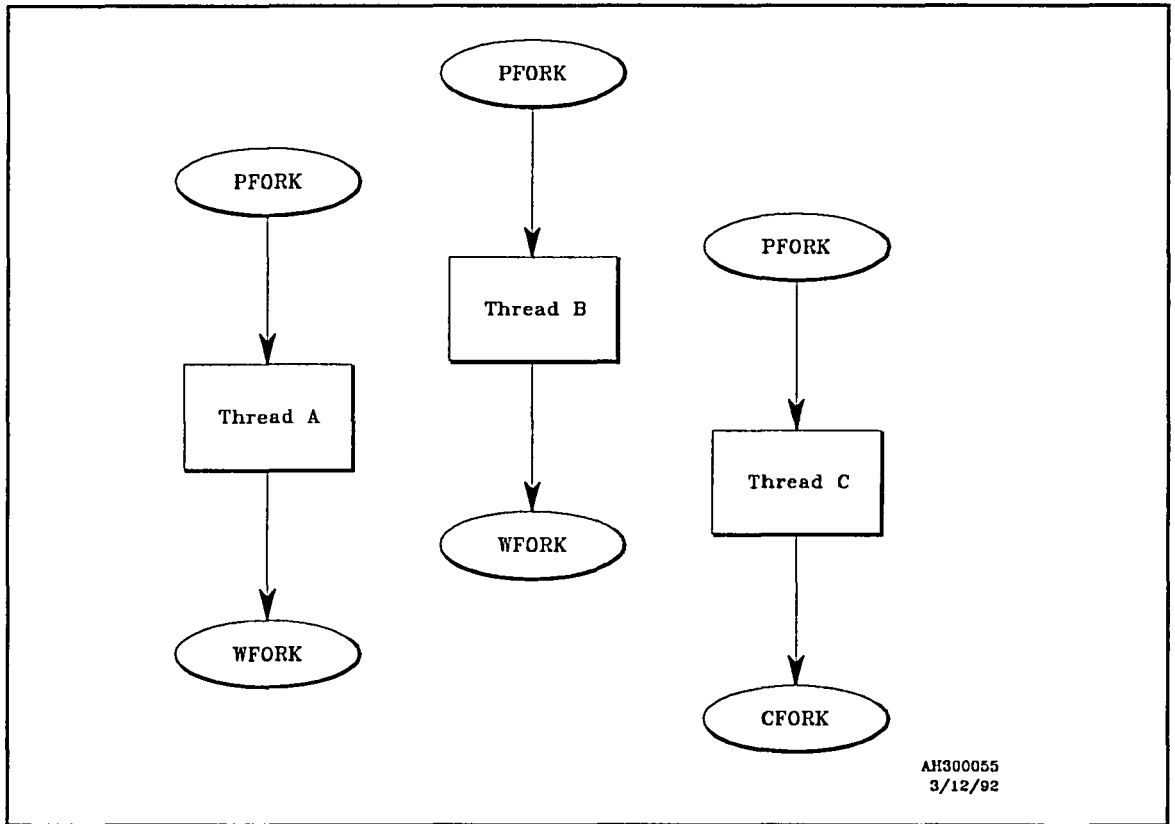 PFORK
PFORK
PFORK
Thread B
Thread A
Thread C
WFORK
WFORK
CFORK
AH300055
3/12/92